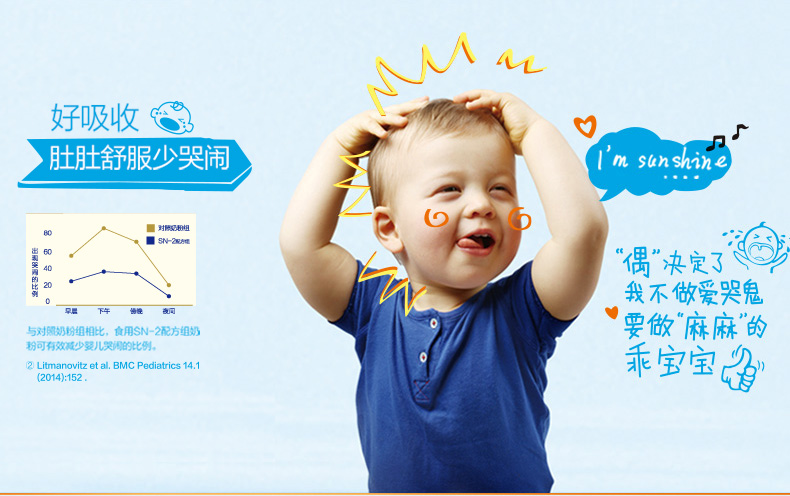 好吸收
肚肚舒服少哭闹
80
60
40
20
0
出现哭闹的比例
对照奶粉组
SN-2配方组
早晨
下午
傍晚
夜间
与对照奶粉组相比，食用SN-2配方组奶
粉可有效减少婴儿哭闹的比例。
② Litmanovitz et al. BMC Pediatrics 14.1
(2014):152 .
I'm sunshine
....
“偶”决定了
我不做爱哭鬼
要做“麻麻”的
乖宝宝